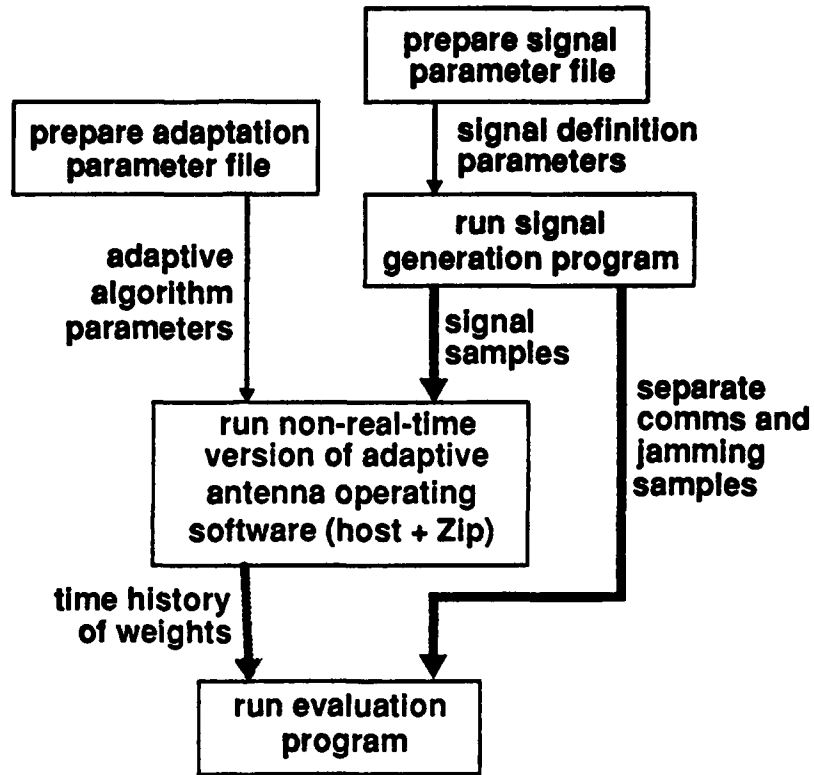 prepare signal
parameter file
prepare adaptation
parameter file
signal definition
parameters
run signal
generation program
adaptive
algorithm
parameters
signal
samples
separate
comms and
jamming
samples
run non-real-time
version of adaptive
antenna operating
software (host + Zip)
time history
of weights
run evaluation
program